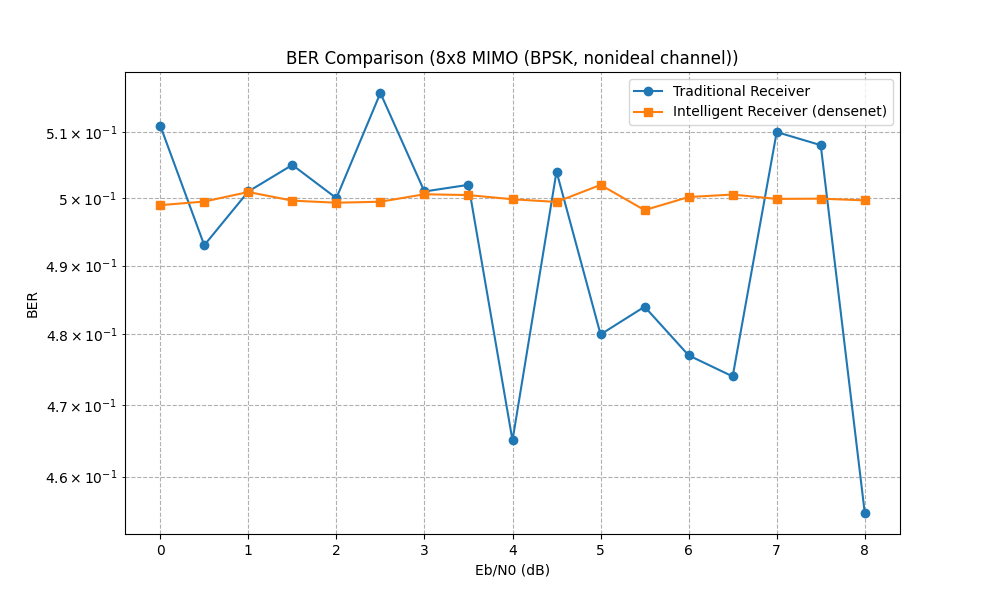 BER Comparison (8x8 MIMO (BPSK, nonideal channel))
Traditional Receiver
Intelligent Receiver (densenet)
BER
5.1 × 10⁻¹
5 × 10⁻¹
4.9 × 10⁻¹
4.8 × 10⁻¹
4.7 × 10⁻¹
4.6 × 10⁻¹
0 1 2 3 4 5 6 7 8
Eb/N0 (dB)